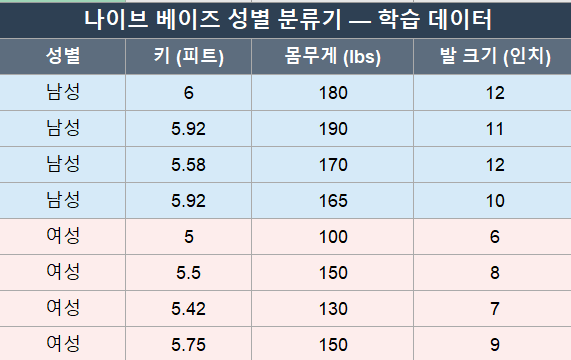 나이브 베이즈 성별 분류기 — 학습 데이터
성별 키 (피트) 몸무게 (lbs) 발 크기 (인치)
남성 6 180 12
남성 5.92 190 11
남성 5.58 170 12
남성 5.92 165 10
여성 5 100 6
여성 5.5 150 8
여성 5.42 130 7
여성 5.75 150 9